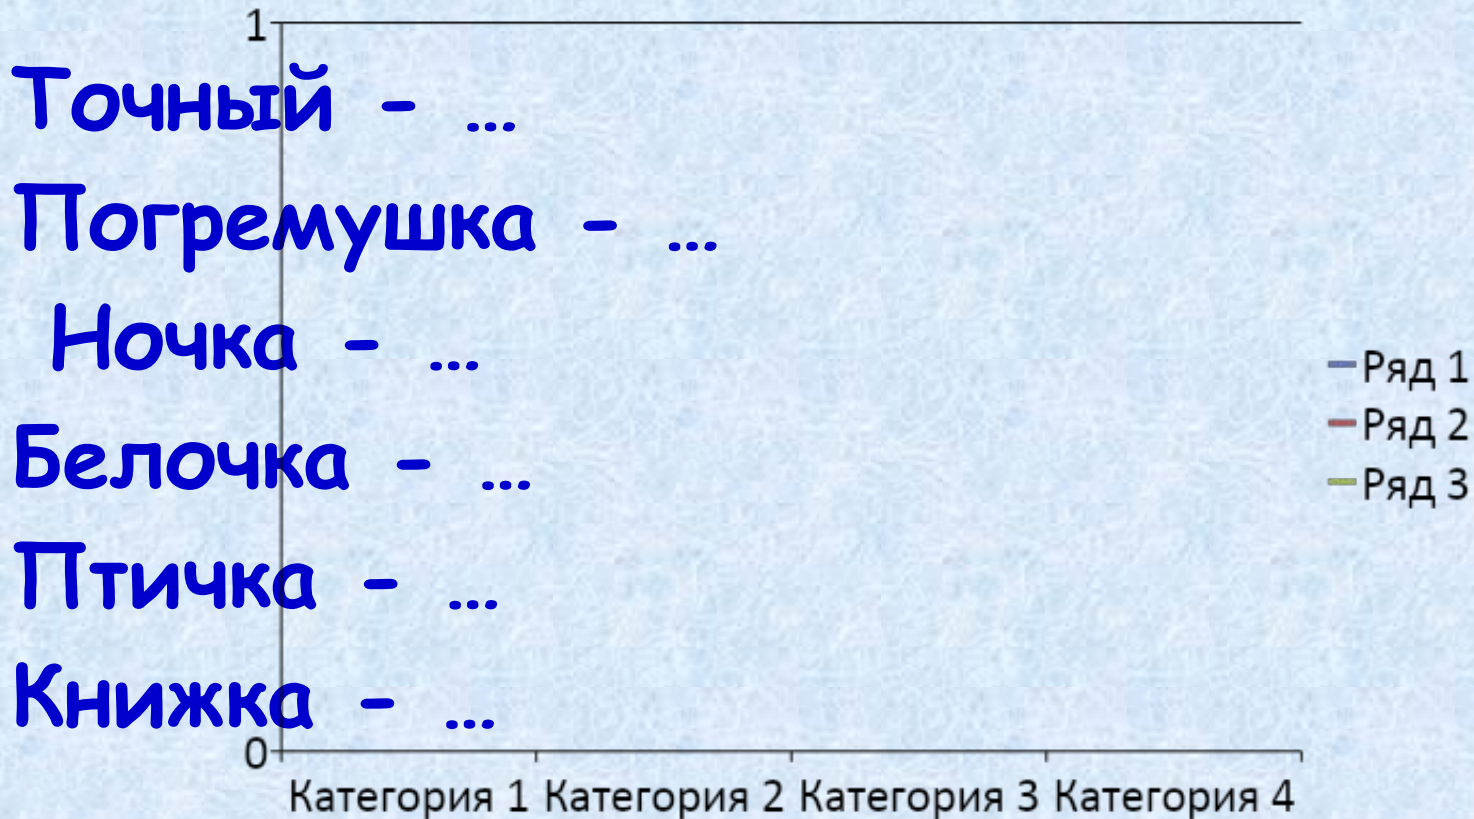 1
Точный - ...
Погремушка - ...
Ночка - ...
Белочка - ...
Птичка - ...
Книжка - ...
0
Категория 1 Категория 2 Категория 3 Категория 4
Ряд 1
Ряд 2
Ряд 3